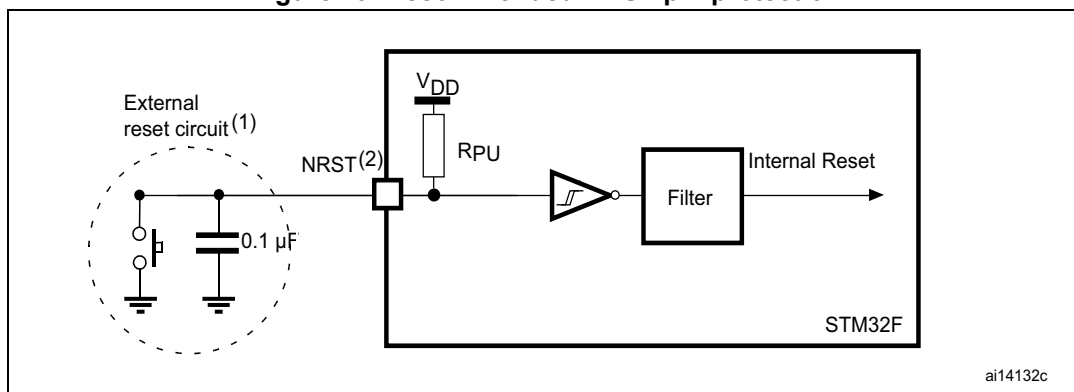 External
reset circuit(1)
NRST(2)
VDD
RPU
0.1 µF
Filter
Internal Reset
STM32F
ai14132c